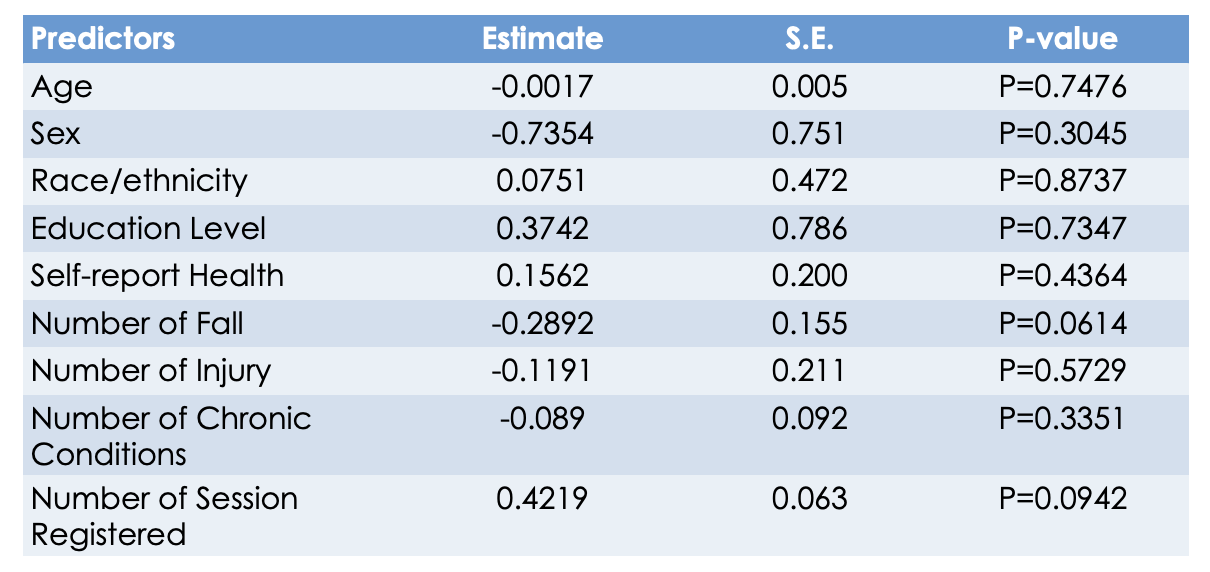 Predictors Estimate S.E. P-value
Age -0.0017 0.005 P=0.7476
Sex -0.7354 0.751 P=0.3045
Race/ethnicity 0.0751 0.472 P=0.8737
Education Level 0.3742 0.786 P=0.7347
Self-report Health 0.1562 0.200 P=0.4364
Number of Fall -0.2892 0.155 P=0.0614
Number of Injury -0.1191 0.211 P=0.5729
Number of Chronic -0.089 0.092 P=0.3351
Conditions
Number of Session 0.4219 0.063 P=0.0942
Registered